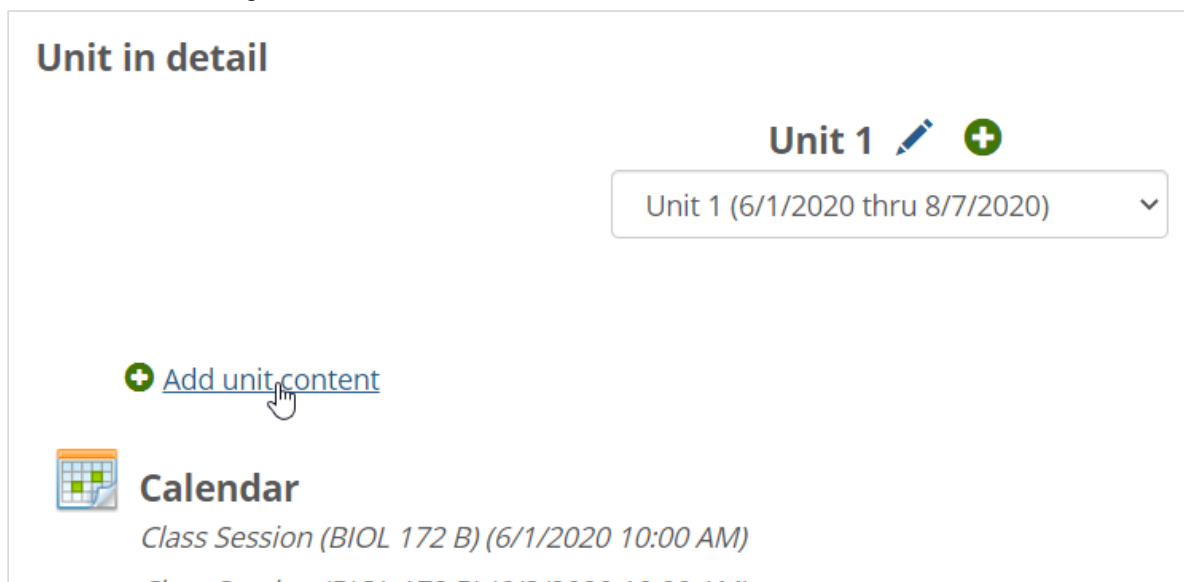 Unit in detail
Unit 1
Unit 1 (6/1/2020 thru 8/7/2020)
Add unit content
Calendar
Class Session (BIOL 172 B) (6/1/2020 10:00 AM)